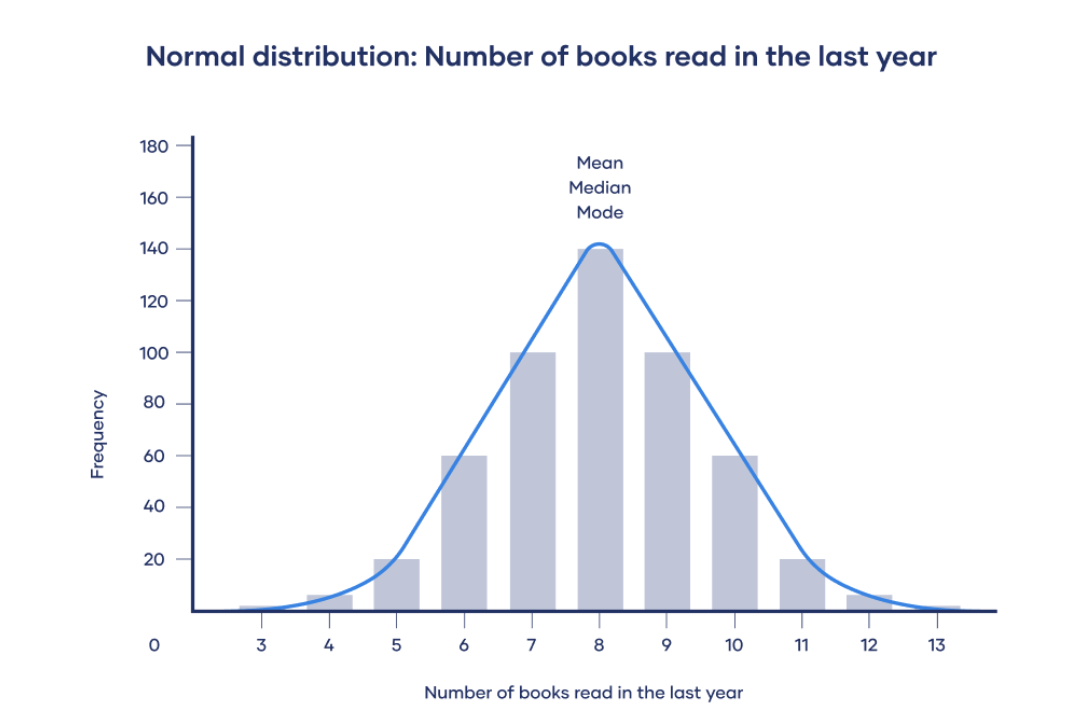 Normal distribution: Number of books read in the last year
180
160
140
120
100
80
60
40
20
Frequency
Mean
Median
Mode
0 3 4 5 6 7 8 9 10 11 12 13
Number of books read in the last year